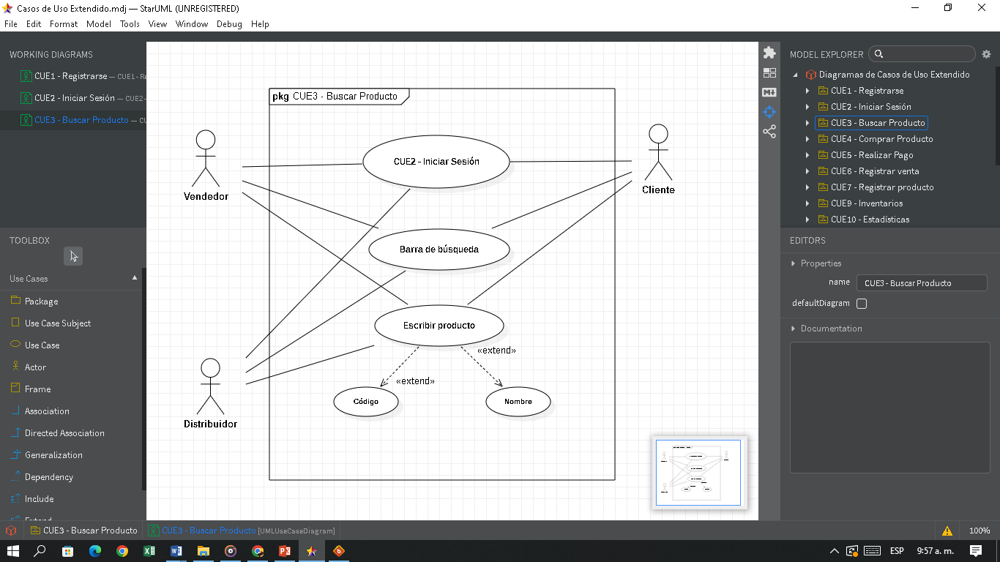 Casos de Uso Extendido.mdj — StarUML (UNREGISTERED)
File Edit Format Model Tools View Window Debug Help
WORKING DIAGRAMS
CUE1 - Registrarse — CUE1- Ra
CUE2 - Iniciar Sesión — CUE2 -
CUE3 - Buscar Producto — CU
TOOLBOX
Use Cases
Package
Use Case Subject
Use Case
Actor
Frame
Association
Directed Association
Generalization
Dependency
Include
Extend
pkg CUE3 - Buscar Producto
Vendedor
CUE2 - Iniciar Sesión
Cliente
Barra de búsqueda
Escribir producto
«extend»
«extend»
Código
Nombre
Distribuidor
MODEL EXPLORER
Diagramas de Casos de Uso Extendido
CUE1 - Registrarse
CUE2 - Iniciar Sesión
CUE3 - Buscar Producto
CUE4 - Comprar Producto
CUE5 - Realizar Pago
CUE6 - Registrar venta
CUE7 - Registrar producto
CUE9 - Inventarios
CUE10 - Estadísticas
EDITORS
Properties
name CUE3 - Buscar Producto
defaultDiagram
Documentation
CUE3 - Buscar Producto CUE3 - Buscar Producto [UMLUseCaseDiagram] 100%
ESP 9:57 a. m.